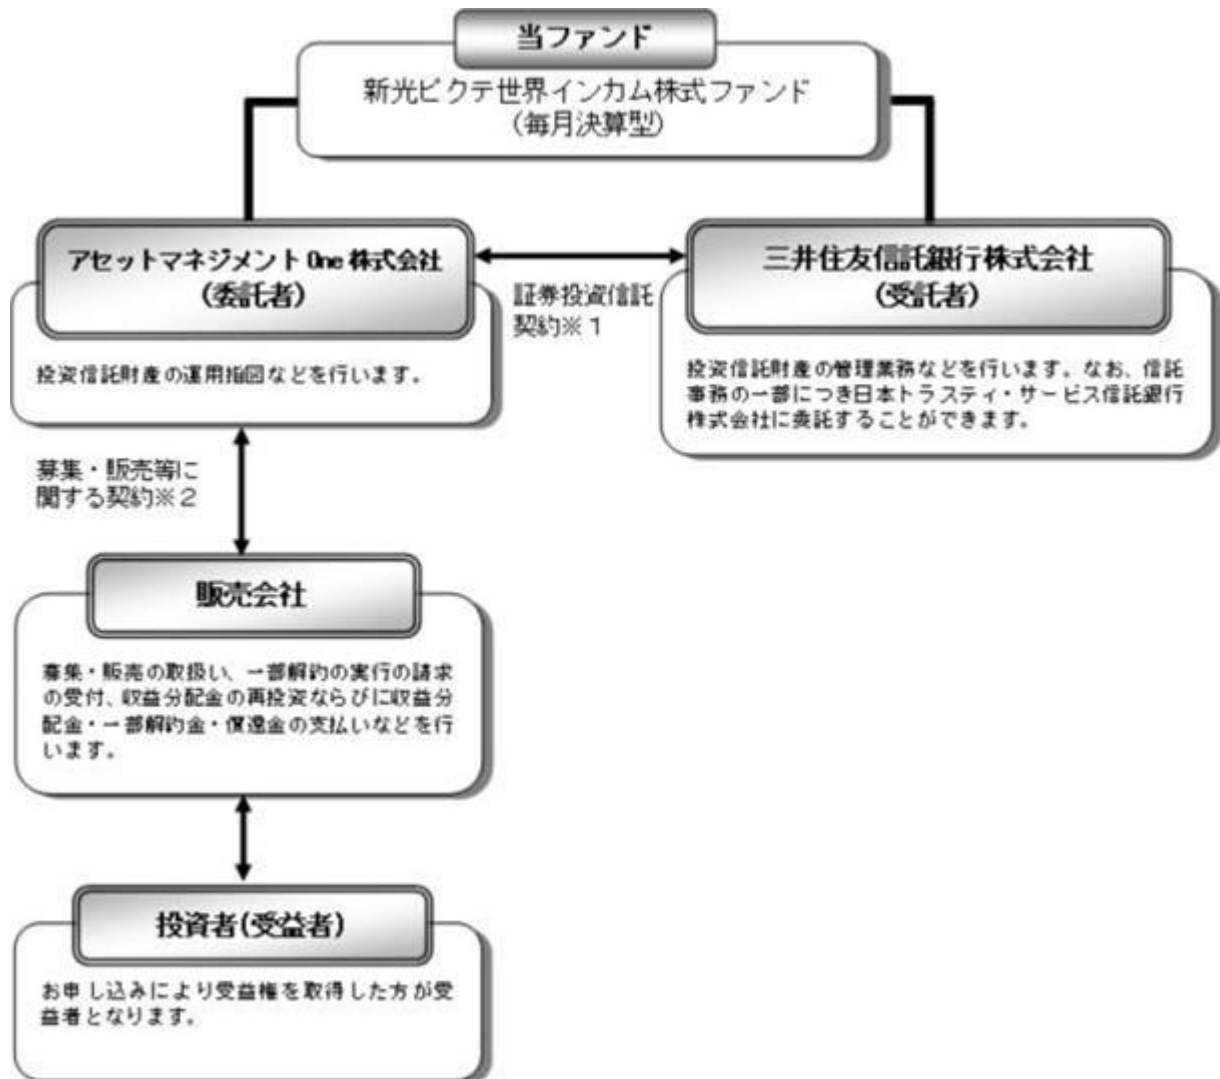 当ファンド
新光ピクテ世界インカム株式ファンド
(毎月決算型)
アセットマネジメント One 株式会社
(委託者)
投資信託財産の運用指図などを行います。
証券投資信託
契約※1
三井住友信託銀行株式会社
(受託者)
投資信託財産の管理業務などを行います。なお、信託
事務の一部につき日本トラスティ・サービス信託銀行
株式会社に委託することができます。
募集・販売等に
関する契約※2
販売会社
募集・販売の取扱い、一部解約の実行の請求
の受付、収益分配金の再投資ならびに収益分
配金・一部解約金・償還金の支払いなどを行
います。
投資者(受益者)
お申し込みにより受益権を取得した方が受
益者となります。